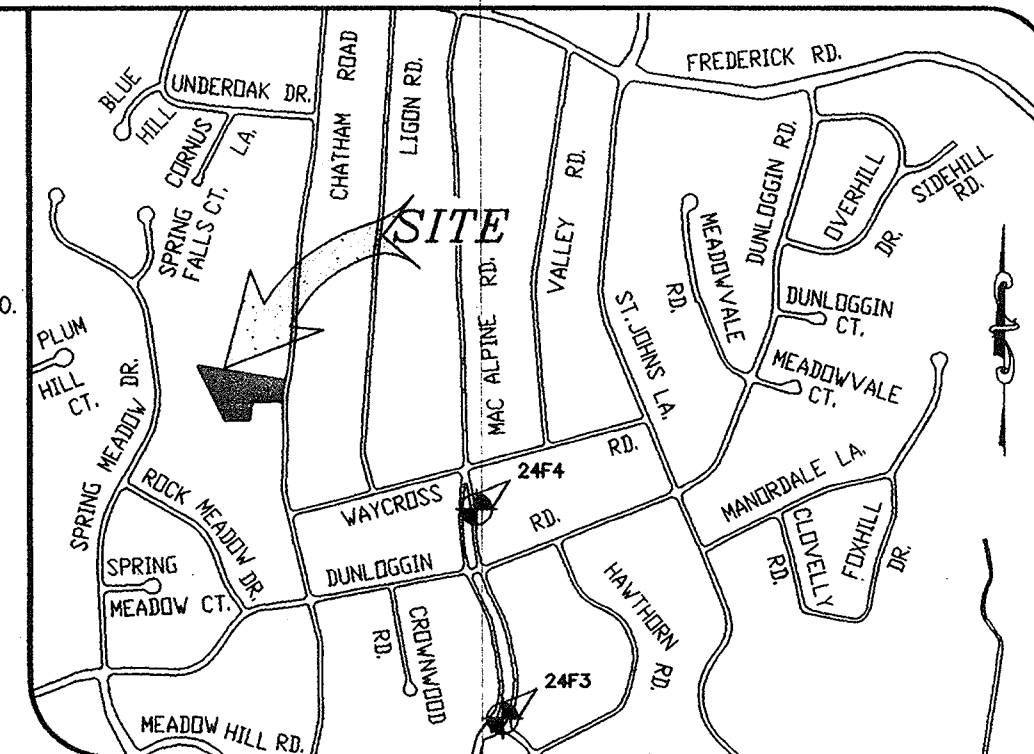 FREDERICK RD.
BLUE
HILL
UNDEROAK DR.
CORNUS
LA.
CHATHAM ROAD
LIGON RD.
SITE
MAC ALPINE RD.
VALLEY RD.
ST. JOHNS LA.
DUNLOGGIN RD.
OVERHILL
DR.
SIDEHILL
RD.
MEADOWVALE
RD.
DUNLOGGIN
CT.
MEADOWVALE
CT.
SPRING
FALLS CT.
O.
PLUM
HILL
CT.
SPRING MEADOW DR.
ROCK MEADOW DR.
SPRING
MEADOW CT.
WAYCROSS
RD.
24F4
DUNLOGGIN
RD.
MANORDALE LA.
CLOVELLY
RD.
FOXHILL
DR.
HAWTHORN RD.
CROWNWOOD
RD.
24F3
MEADOW HILL RD.